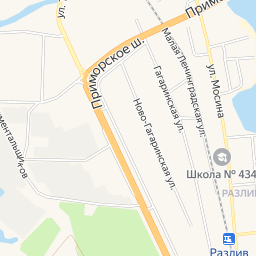 Примо
Приморское ш.
Приморское
ул.
Малая Ленинградская ул.
ул. Мосина
Гагаринская ул.
Ново-Гагаринская ул.
ментальщиков
Школа № 434
РАЗЛИВ
Разлив